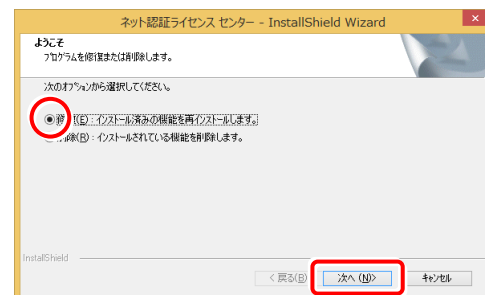 ネット認証ライセンス センター - InstallShield Wizard
ようこそ
プログラムを修復または削除します。
次のオプションから選択してください。
(E) : インストール済みの機能を再インストールします。
除(R) : インストールされている機能を削除します。
InstallShield
< 戻る(B)
次へ (N)>
キャンセル